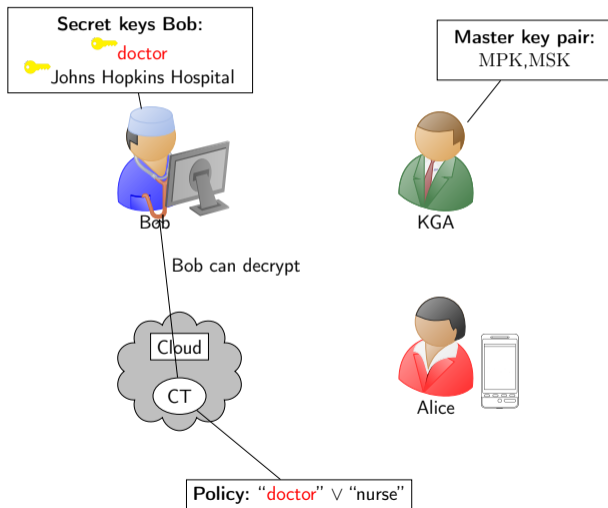 Secret keys Bob:
doctor
Johns Hopkins Hospital
Master key pair:
MPK,MSK
Bob
KGA
Bob can decrypt
Cloud
CT
Alice
Policy: “doctor” ∨ “nurse”